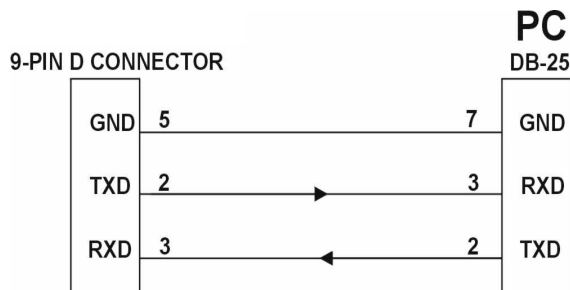 PC
9-PIN D CONNECTOR DB-25
GND 5 7 GND
TXD 2 3 RXD
RXD 3 2 TXD